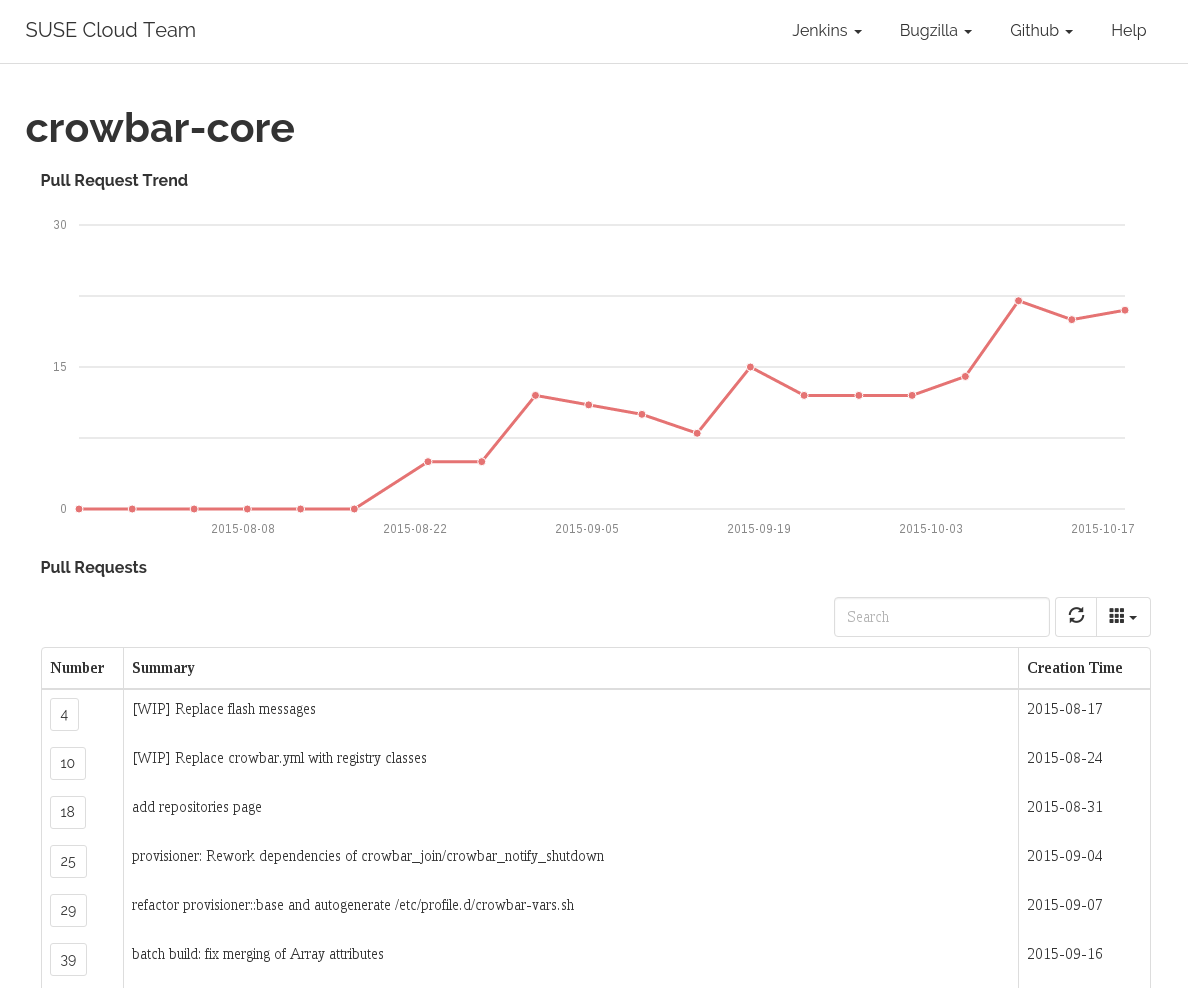 SUSE Cloud Team Jenkins Bugzilla Github Help
crowbar-core
Pull Request Trend
30
15
0
2015-08-08 2015-08-22 2015-09-05 2015-09-19 2015-10-03 2015-10-17
Pull Requests
Search
Number Summary Creation Time
4 [WIP] Replace flash messages 2015-08-17
10 [WIP] Replace crowbar.yml with registry classes 2015-08-24
18 add repositories page 2015-08-31
25 provisioner: Rework dependencies of crowbar_join/crowbar_notify_shutdown 2015-09-04
29 refactor provisioner::base and autogenerate /etc/profile.d/crowbar-vars.sh 2015-09-07
39 batch build: fix merging of Array attributes 2015-09-16